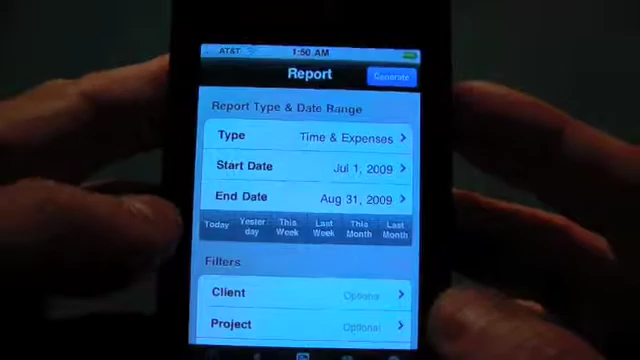 AT&T 1:50 AM
Report Generate
Report Type & Date Range
Type Time & Expenses
Start Date Jul 1, 2009
End Date Aug 31, 2009
Today Yester day This Week Last Week This Month Last Month
Filters
Client Optional
Project Optional